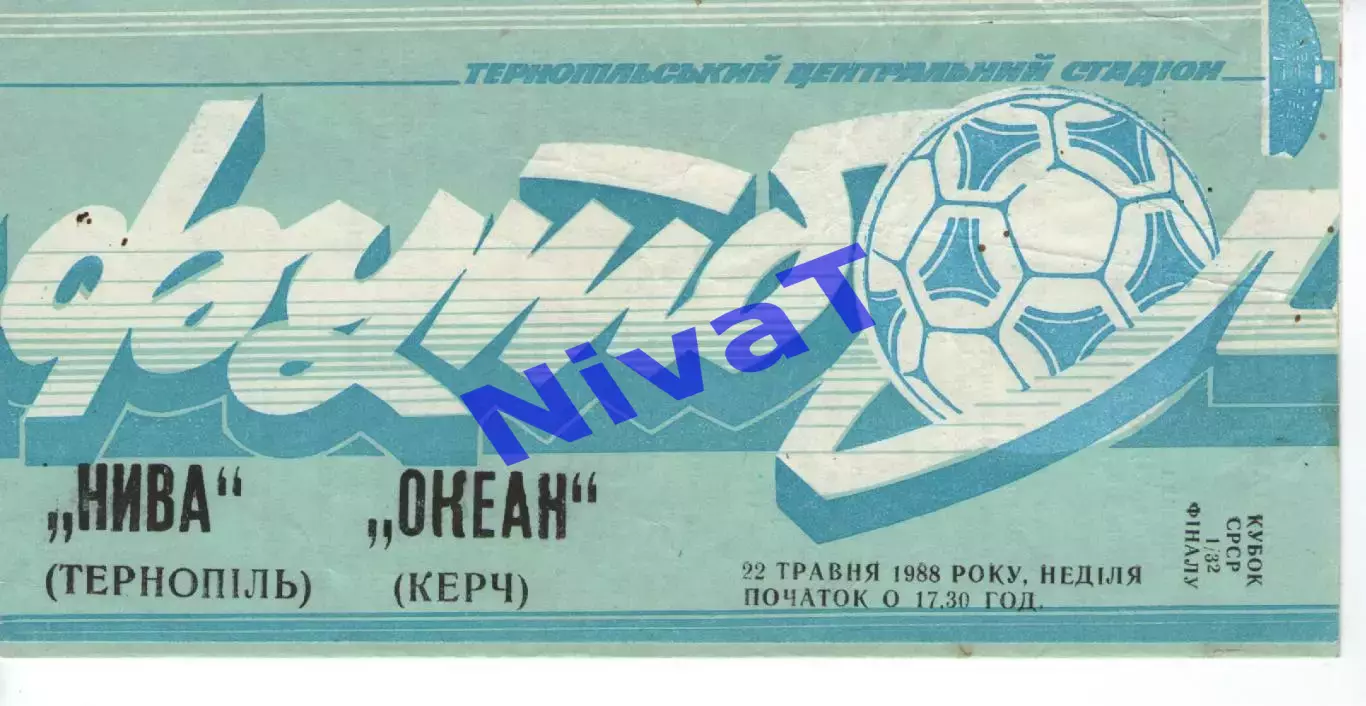 ТЕРНОПІЛЬСЬКИЙ ЦЕНТРАЛЬНИЙ СТАДІОН
футбол
NivaT
„НИВА“ „ОКЕАН“
(ТЕРНОПІЛЬ) (КЕРЧ)
22 ТРАВНЯ 1988 РОКУ, НЕДІЛЯ
ПОЧАТОК О 17.30 ГОД.
КУБОК
СРСР
1/32
ФІНАЛУ